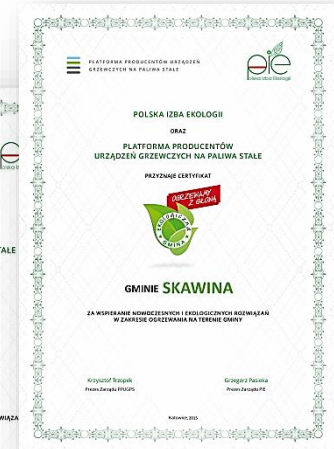 PLATFORMA PRODUCENTÓW URZĄDZEŃ
GRZEWCZYCH NA PALIWA STAŁE
pie
Polska Izba Ekologii
POLSKA IZBA EKOLOGII
ORAZ
PLATFORMA PRODUCENTÓW
URZĄDZEŃ GRZEWCZYCH NA PALIWA STAŁE
PRZYZNAJE CERTYFIKAT
OGRZEWAMY
Z GŁOWĄ
EKOLOGICZNA
GMINA
GMINIE SKAWINA
ZA WSPIERANIE NOWOCZESNYCH I EKOLOGICZNYCH ROZWIĄZAŃ
W ZAKRESIE OGRZEWANIA NA TERENIE GMINY
Krzysztof Trzopek
Prezes Zarządu PPUGPS
Grzegorz Pasieka
Prezes Zarządu PIE
Katowice, 2015